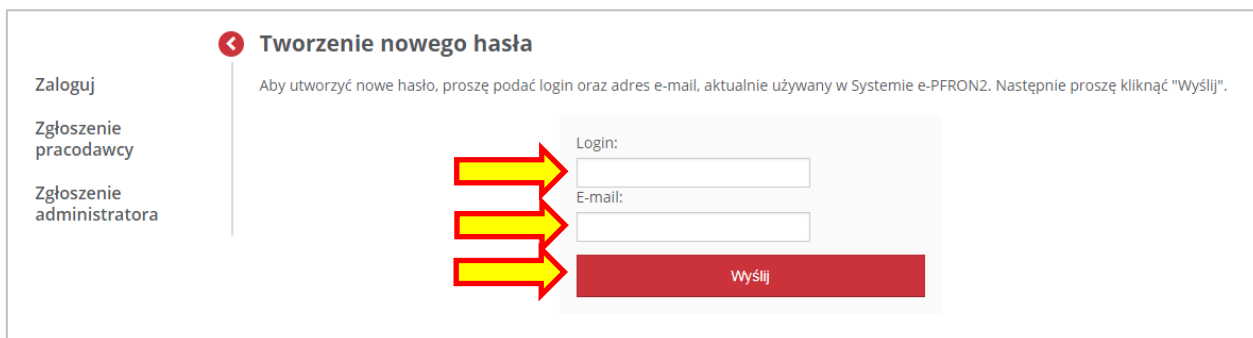 Tworzenie nowego hasła
Zaloguj
Zgłoszenie
pracodawcy
Zgłoszenie
administratora
Aby utworzyć nowe hasło, proszę podać login oraz adres e-mail, aktualnie używany w Systemie e-PFRON2. Następnie proszę kliknąć "Wyślij".
Login:
E-mail:
Wyślij